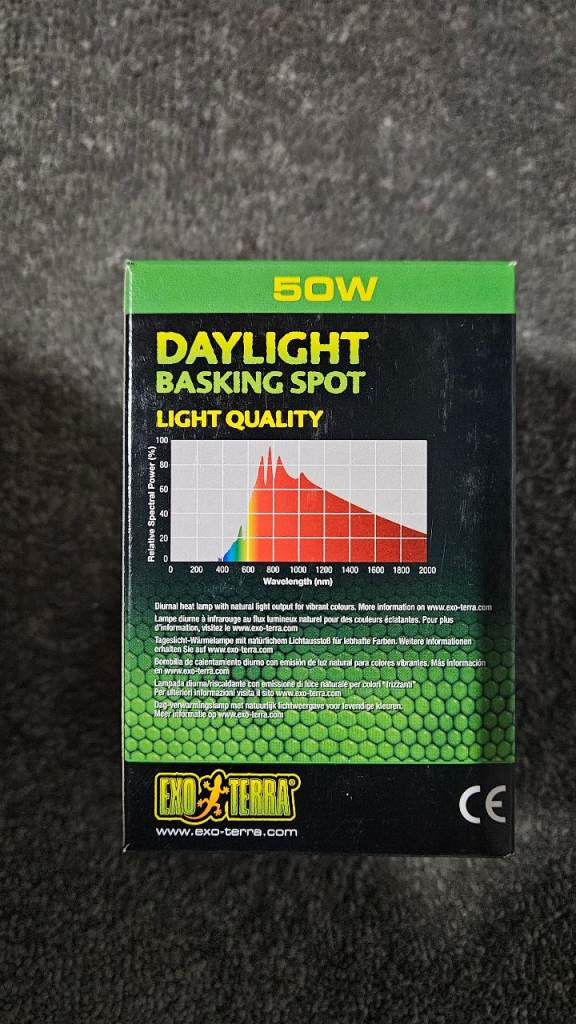 50W
DAYLIGHT
BASKING SPOT
LIGHT QUALITY
Relative Spectral Power (%)
100
80
60
40
20
0
0 200 400 600 800 1000 1200 1400 1600 1800 2000
Wavelength (nm)
Diurnal heat lamp with natural light output for vibrant colours. More information on www.exo-terra.com
Lampe diurne à infrarouge au flux lumineux naturel pour des couleurs éclatantes. Pour plus
d'information, visitez le www.exo-terra.com
Tageslicht-Wärmelampe mit natürlichem Lichtausstoß für lebhafte Farben. Weitere Informationen
erhalten Sie auf www.exo-terra.com
Bombilla de calentamiento diurno con emisión de luz natural para colores vibrantes. Más información
en www.exo-terra.com
Lampada diurna/riscaldante con emissione di luce naturale per colori "frizzanti"
Per ulteriori informazioni visita il sito www.exo-terra.com
Dag-verwarmingslamp met natuurlijk lichtweergave voor levendige kleuren.
Meer informatie op www.exo-terra.com
EXO TERRA®
CE
www.exo-terra.com